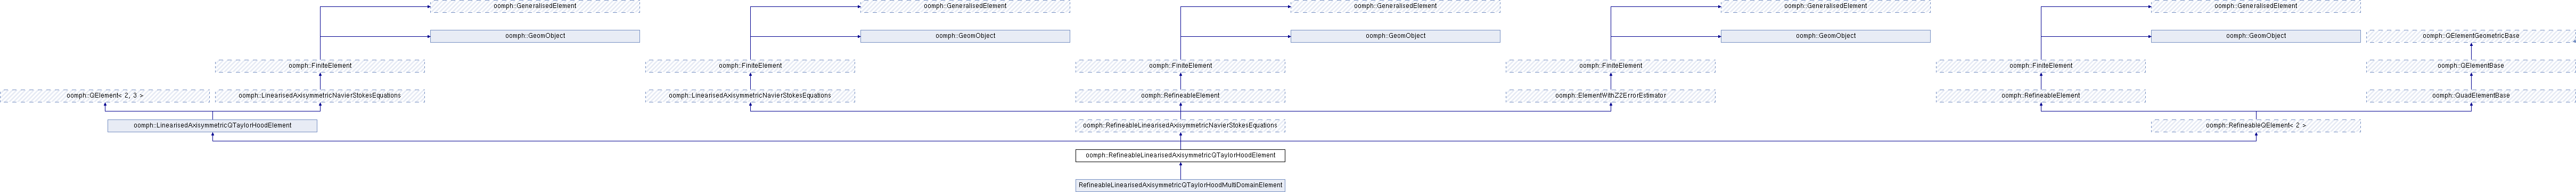 oomph::GeneralisedElement oomph::GeneralisedElement oomph::GeneralisedElement oomph::GeneralisedElement oomph::GeneralisedElement
oomph::GeomObject oomph::GeomObject oomph::GeomObject oomph::GeomObject oomph::GeomObject oomph::QElementGeometricBase
oomph::FiniteElement oomph::FiniteElement oomph::FiniteElement oomph::FiniteElement oomph::FiniteElement oomph::QElementBase
oomph::QElement< 2, 3 > oomph::LinearisedAxisymmetricNavierStokesEquations oomph::LinearisedAxisymmetricNavierStokesEquations oomph::RefineableElement oomph::ElementWithZ2ErrorEstimator oomph::RefineableElement oomph::QuadElementBase
oomph::LinearisedAxisymmetricQTaylorHoodElement oomph::RefineableLinearisedAxisymmetricNavierStokesEquations oomph::RefineableQElement< 2 >
oomph::RefineableLinearisedAxisymmetricQTaylorHoodElement
RefineableLinearisedAxisymmetricQTaylorHoodMultiDomainElement